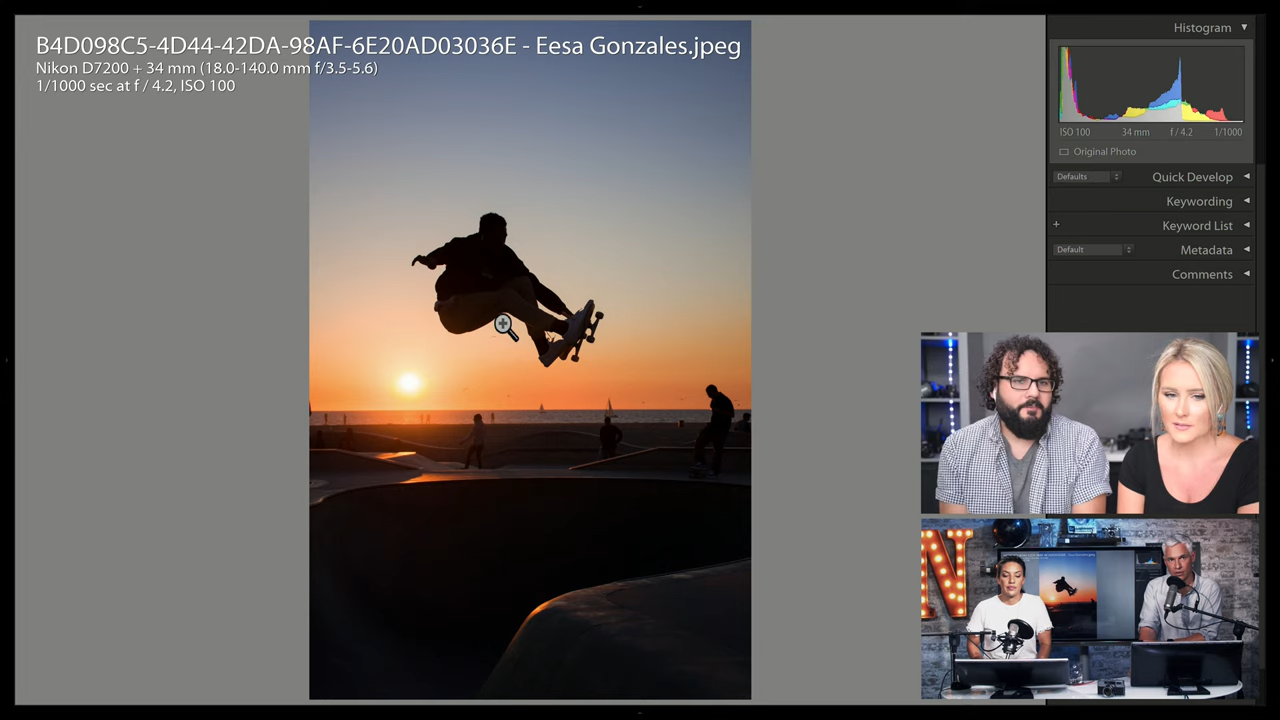 B4D098C5-4D44-42DA-98AF-6E20AD03036E - Eesa Gonzales.jpeg
Nikon D7200 + 34 mm (18.0-140.0 mm f/3.5-5.6)
1/1000 sec at f / 4.2, ISO 100
Histogram
ISO 100 34 mm f / 4.2 1/1000
Original Photo
Defaults Quick Develop
Keywording
+ Keyword List
Default Metadata
Comments
N